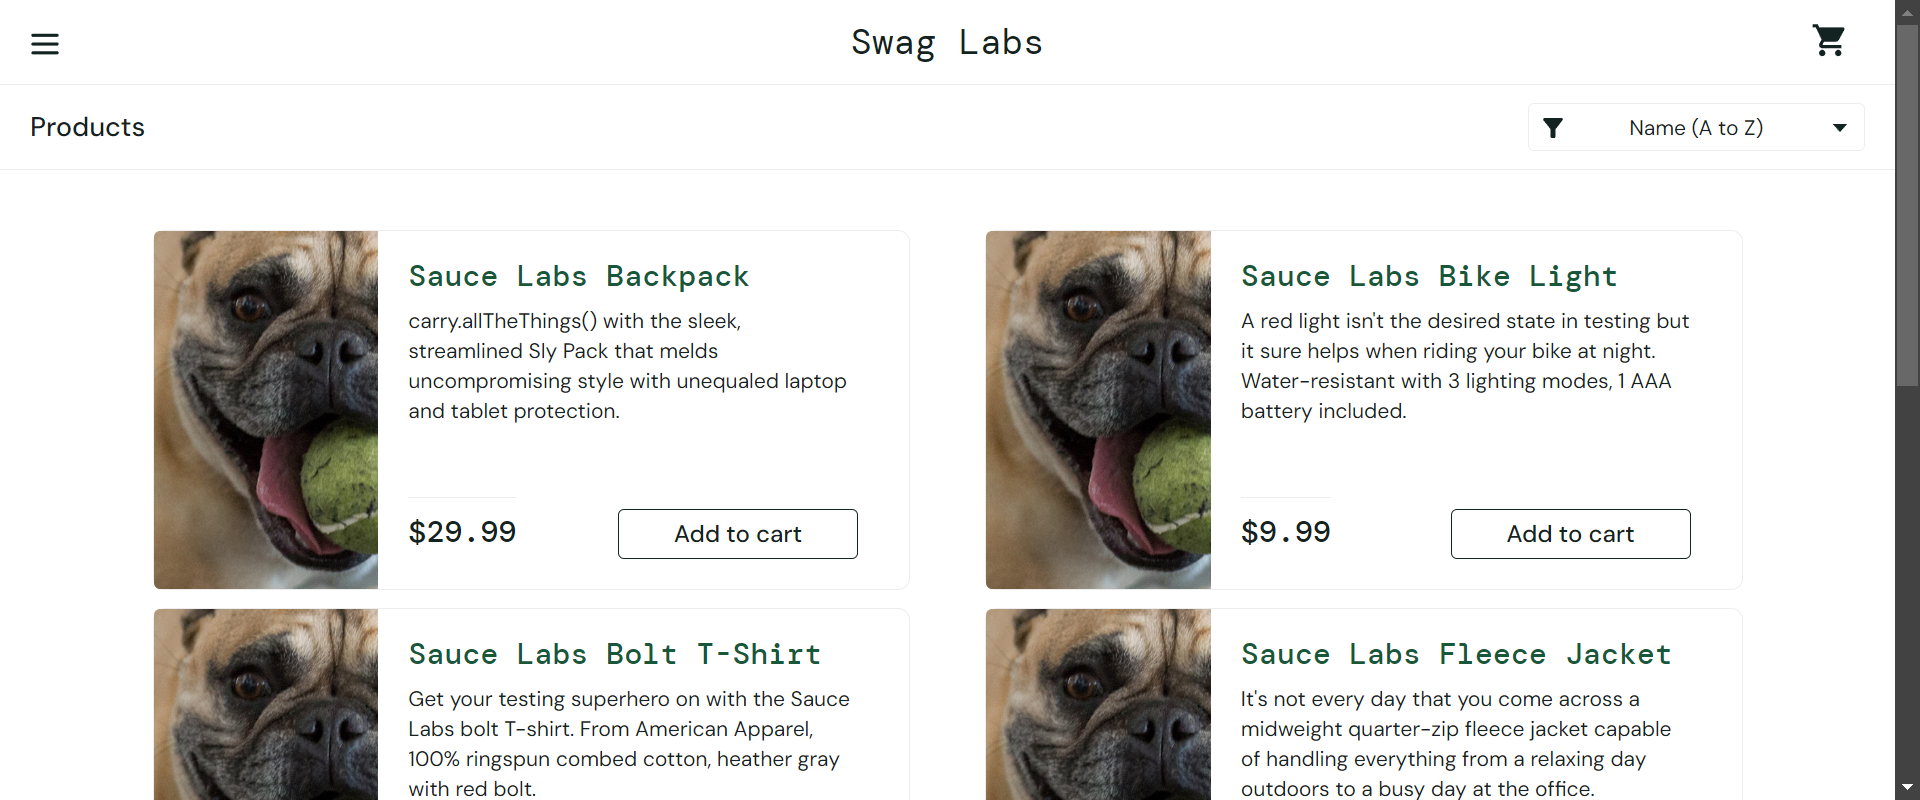 Swag Labs
Products
Name (A to Z)
Sauce Labs Backpack
carry.allTheThings() with the sleek,
streamlined Sly Pack that melds
uncompromising style with unequaled laptop
and tablet protection.
$29.99
Add to cart
Sauce Labs Bike Light
A red light isn't the desired state in testing but
it sure helps when riding your bike at night.
Water-resistant with 3 lighting modes, 1 AAA
battery included.
$9.99
Add to cart
Sauce Labs Bolt T-Shirt
Get your testing superhero on with the Sauce
Labs bolt T-shirt. From American Apparel,
100% ringspun combed cotton, heather gray
with red bolt.
Sauce Labs Fleece Jacket
It's not every day that you come across a
midweight quarter-zip fleece jacket capable
of handling everything from a relaxing day
outdoors to a busy day at the office.